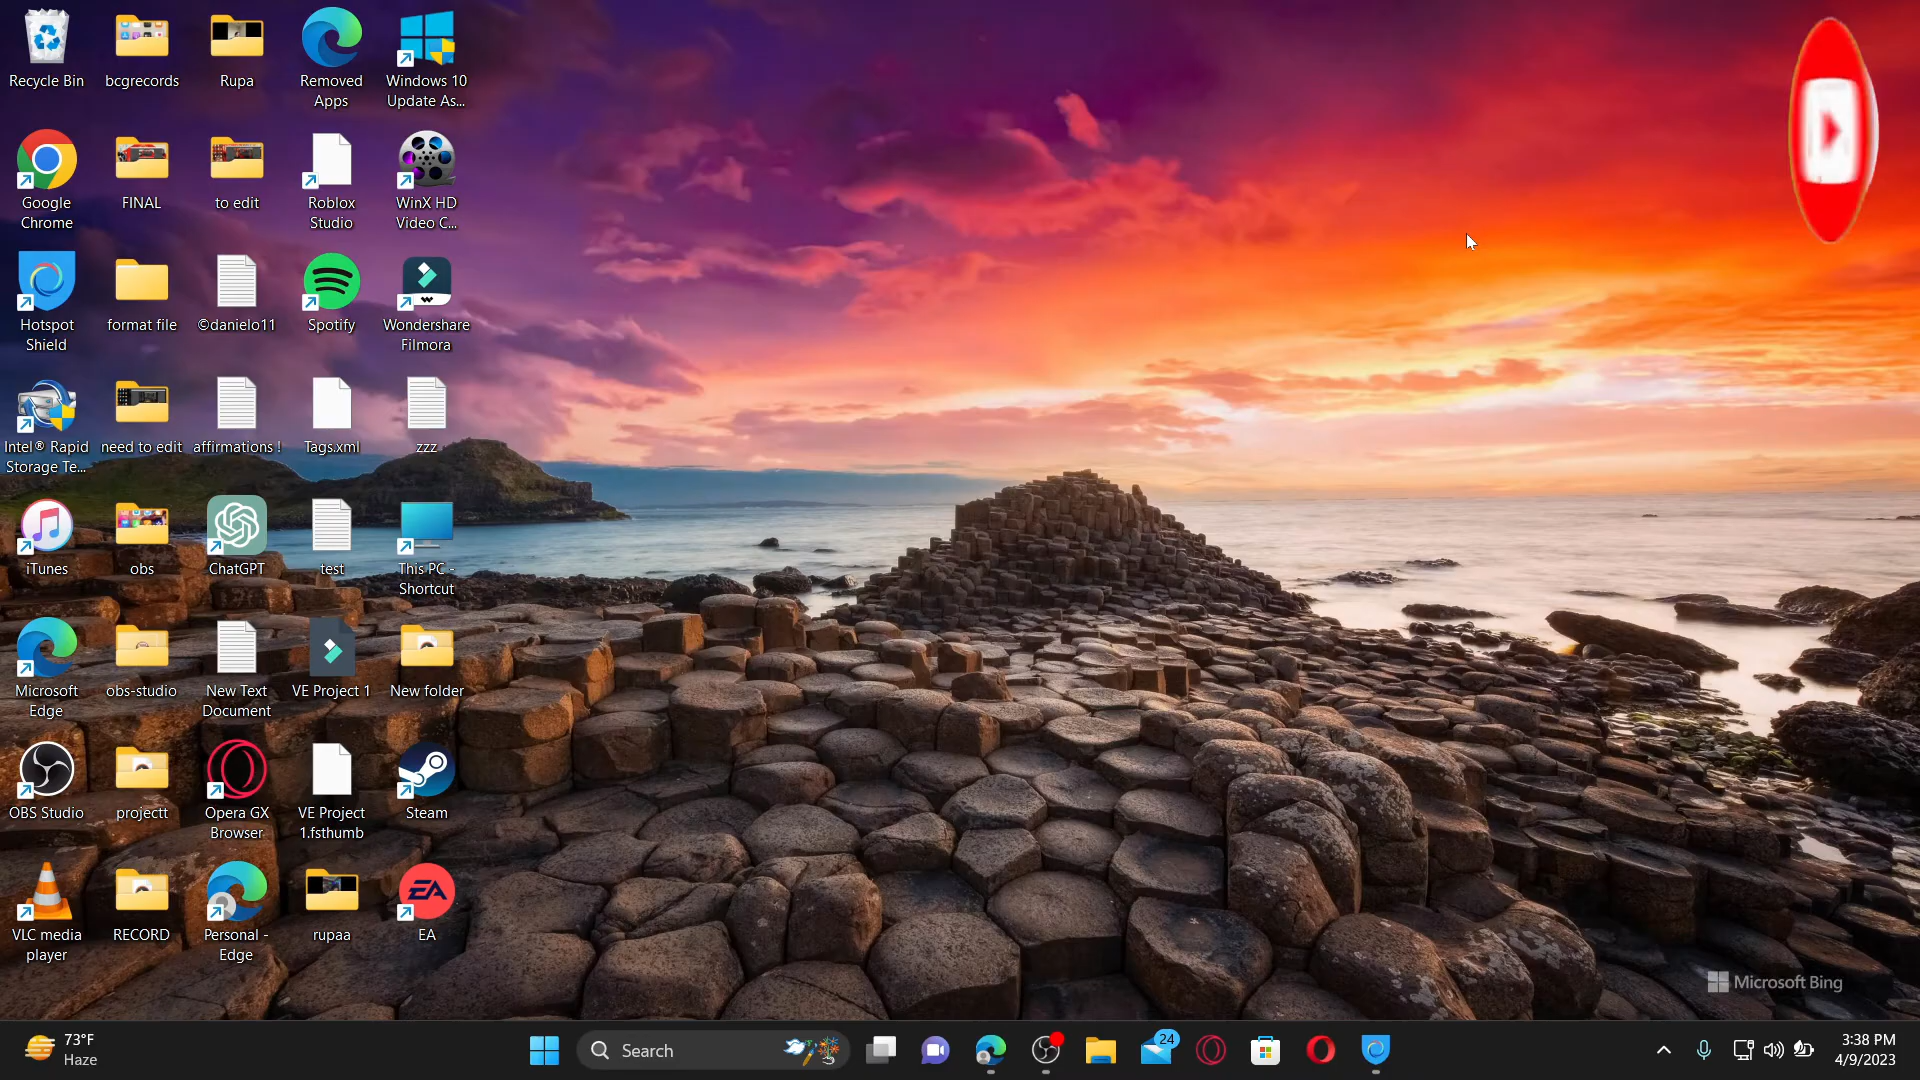 Recycle Bin
bcgrecords
Rupa
Removed
Apps
Windows 10
Update As...
Google
Chrome
FINAL
to edit
Roblox
Studio
WinX HD
Video C...
Hotspot
Shield
format file
©danielo11
Spotify
Wondershare
Filmora
Intel® Rapid
Storage Te...
need to edit
affirmations !
Tags.xml
zzz
iTunes
obs
ChatGPT
test
This PC -
Shortcut
Microsoft
Edge
obs-studio
New Text
Document
VE Project 1
New folder
OBS Studio
projectt
Opera GX
Browser
VE Project
1.fsthumb
Steam
VLC media
player
RECORD
Personal -
Edge
rupaa
EA
EA
Microsoft Bing
73°F
Haze
Search
24
3:38 PM
4/9/2023